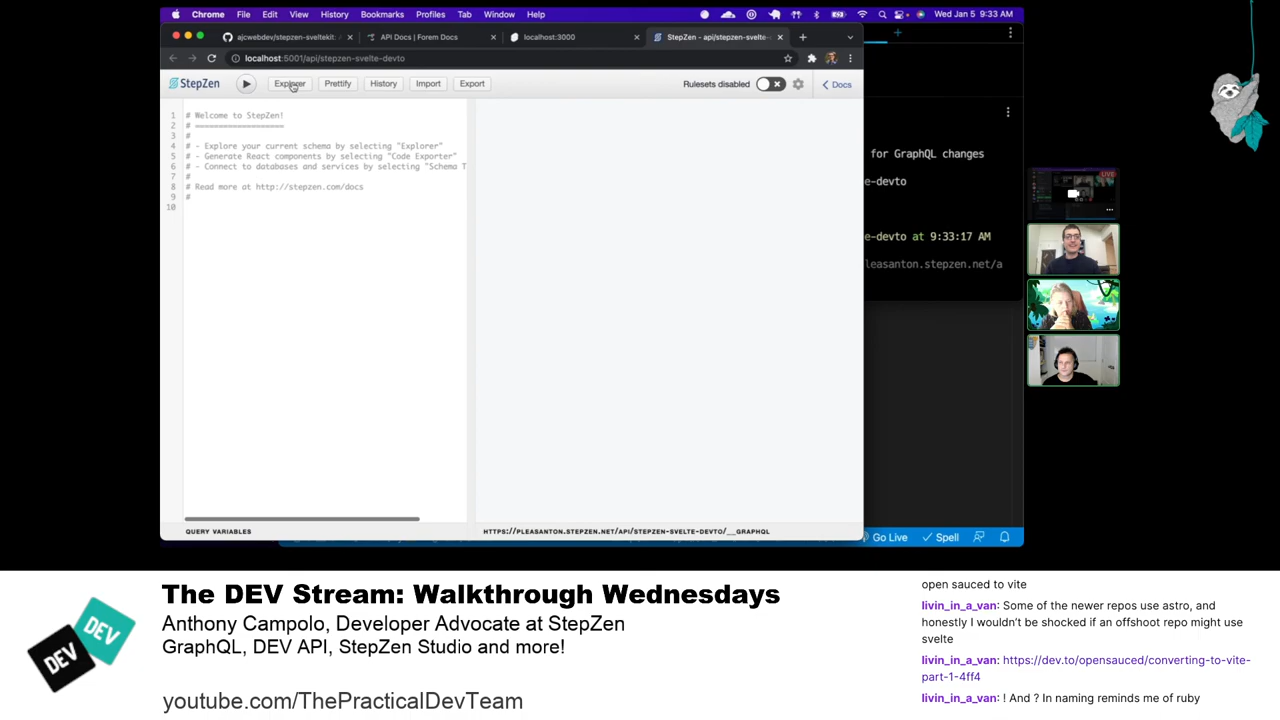 Chrome File Edit View History Bookmarks Profiles Tab Window Help Wed Jan 5 9:33 AM
ajcwebdev/stepzen-sveltekit: × API Docs | Forem Docs × localhost:3000 × StepZen - api/stepzen-svelte- × +
localhost:5001/api/stepzen-svelte-devto
StepZen Explorer Prettify History Import Export Rulesets disabled Docs
1 # Welcome to StepZen!
2 # ===================
3 #
4 # - Explore your current schema by selecting "Explorer"
5 # - Generate React components by selecting "Code Exporter"
6 # - Connect to databases and services by selecting "Schema T
7 #
8 # Read more at http://stepzen.com/docs
9 #
10
for GraphQL changes
e-devto
e-devto at 9:33:17 AM
leasanton.stepzen.net/a
LIVE
QUERY VARIABLES
HTTPS://PLEASANTON.STEPZEN.NET/API/STEPZEN-SVELTE-DEVTO/__GRAPHQL
Go Live Spell
DEV DEV
The DEV Stream: Walkthrough Wednesdays
Anthony Campolo, Developer Advocate at StepZen
GraphQL, DEV API, StepZen Studio and more!
youtube.com/ThePracticalDevTeam
open sauced to vite
livin_in_a_van: Some of the newer repos use astro, and
honestly I wouldn't be shocked if an offshoot repo might use
svelte
livin_in_a_van: https://dev.to/opensauced/converting-to-vite-
part-1-4ff4
livin_in_a_van: ! And ? In naming reminds me of ruby